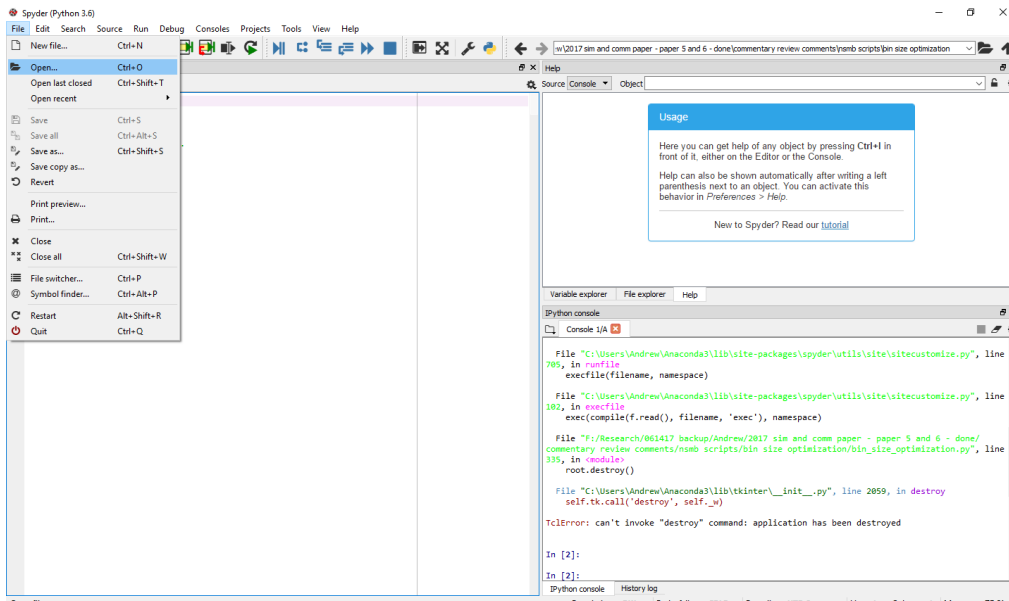 Spyder (Python 3.6)
File Edit Search Source Run Debug Consoles Projects Tools View Help
New file... Ctrl+N
Open... Ctrl+O
Open last closed Ctrl+Shift+T
Open recent
Save Ctrl+S
Save all Ctrl+Alt+S
Save as... Ctrl+Shift+S
Save copy as...
Revert
Print preview...
Print...
Close
Close all Ctrl+Shift+W
File switcher... Ctrl+P
Symbol finder... Ctrl+Alt+P
Restart Alt+Shift+R
Quit Ctrl+Q
:w\2017 sim and comm paper - paper 5 and 6 - done\commentary review comments\nsmb scripts\bin size optimization
Help
Source Console Object
Usage
Here you can get help of any object by pressing Ctrl+I in
front of it, either on the Editor or the Console.
Help can also be shown automatically after writing a left
parenthesis next to an object. You can activate this
behavior in Preferences > Help.
New to Spyder? Read our tutorial
Variable explorer File explorer Help
IPython console
Console 1/A
File "C:\Users\Andrew\Anaconda3\lib\site-packages\spyder\utils\site\sitecustomize.py", line
705, in runfile
execfile(filename, namespace)
File "C:\Users\Andrew\Anaconda3\lib\site-packages\spyder\utils\site\sitecustomize.py", line
102, in execfile
exec(compile(f.read(), filename, 'exec'), namespace)
File "F:/Research/061417 backup/Andrew/2017 sim and comm paper - paper 5 and 6 - done/
commentary review comments/nsmb scripts/bin size optimization/bin_size_optimization.py", line
335, in <module>
root.destroy()
File "C:\Users\Andrew\Anaconda3\lib\tkinter\__init__.py", line 2059, in destroy
self.tk.call('destroy', self._w)
TclError: can't invoke "destroy" command: application has been destroyed
In [2]:
In [2]:
IPython console History log